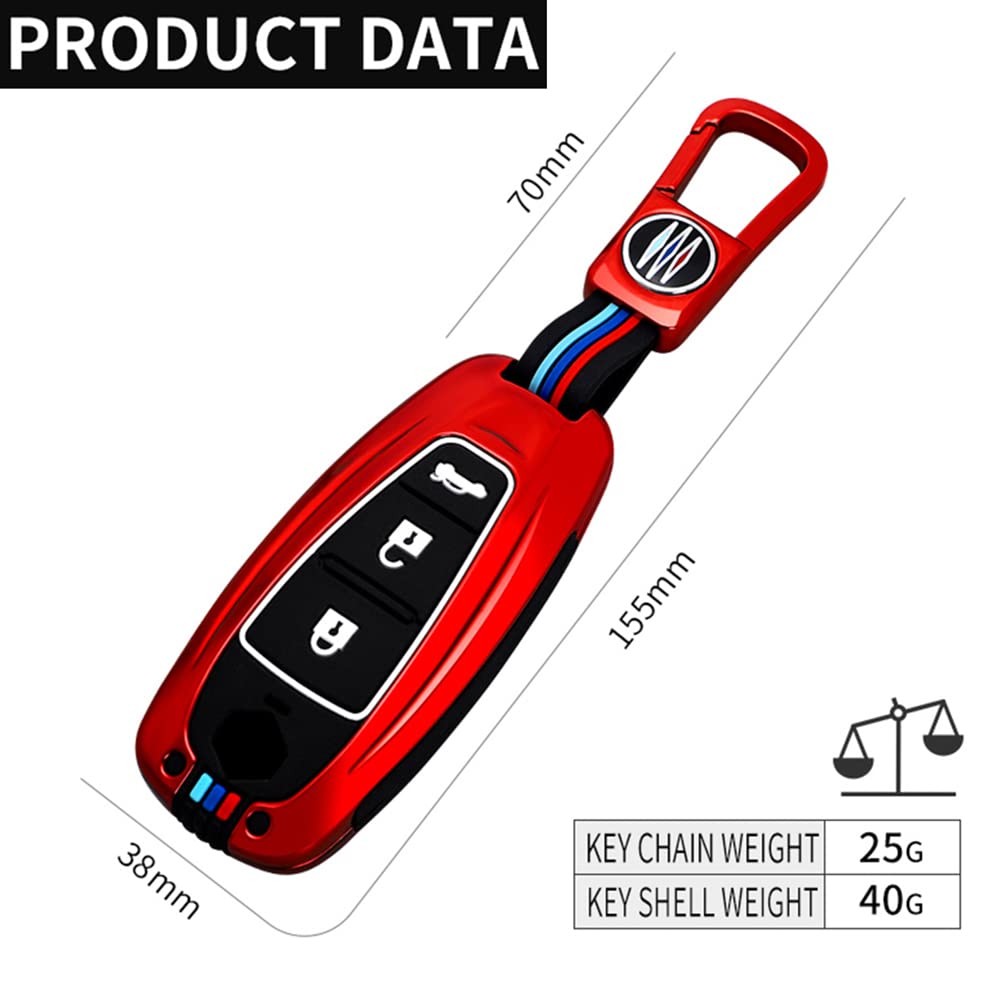 PRODUCT DATA
70mm
155mm
38mm
KEY CHAIN WEIGHT 25G
KEY SHELL WEIGHT 40G